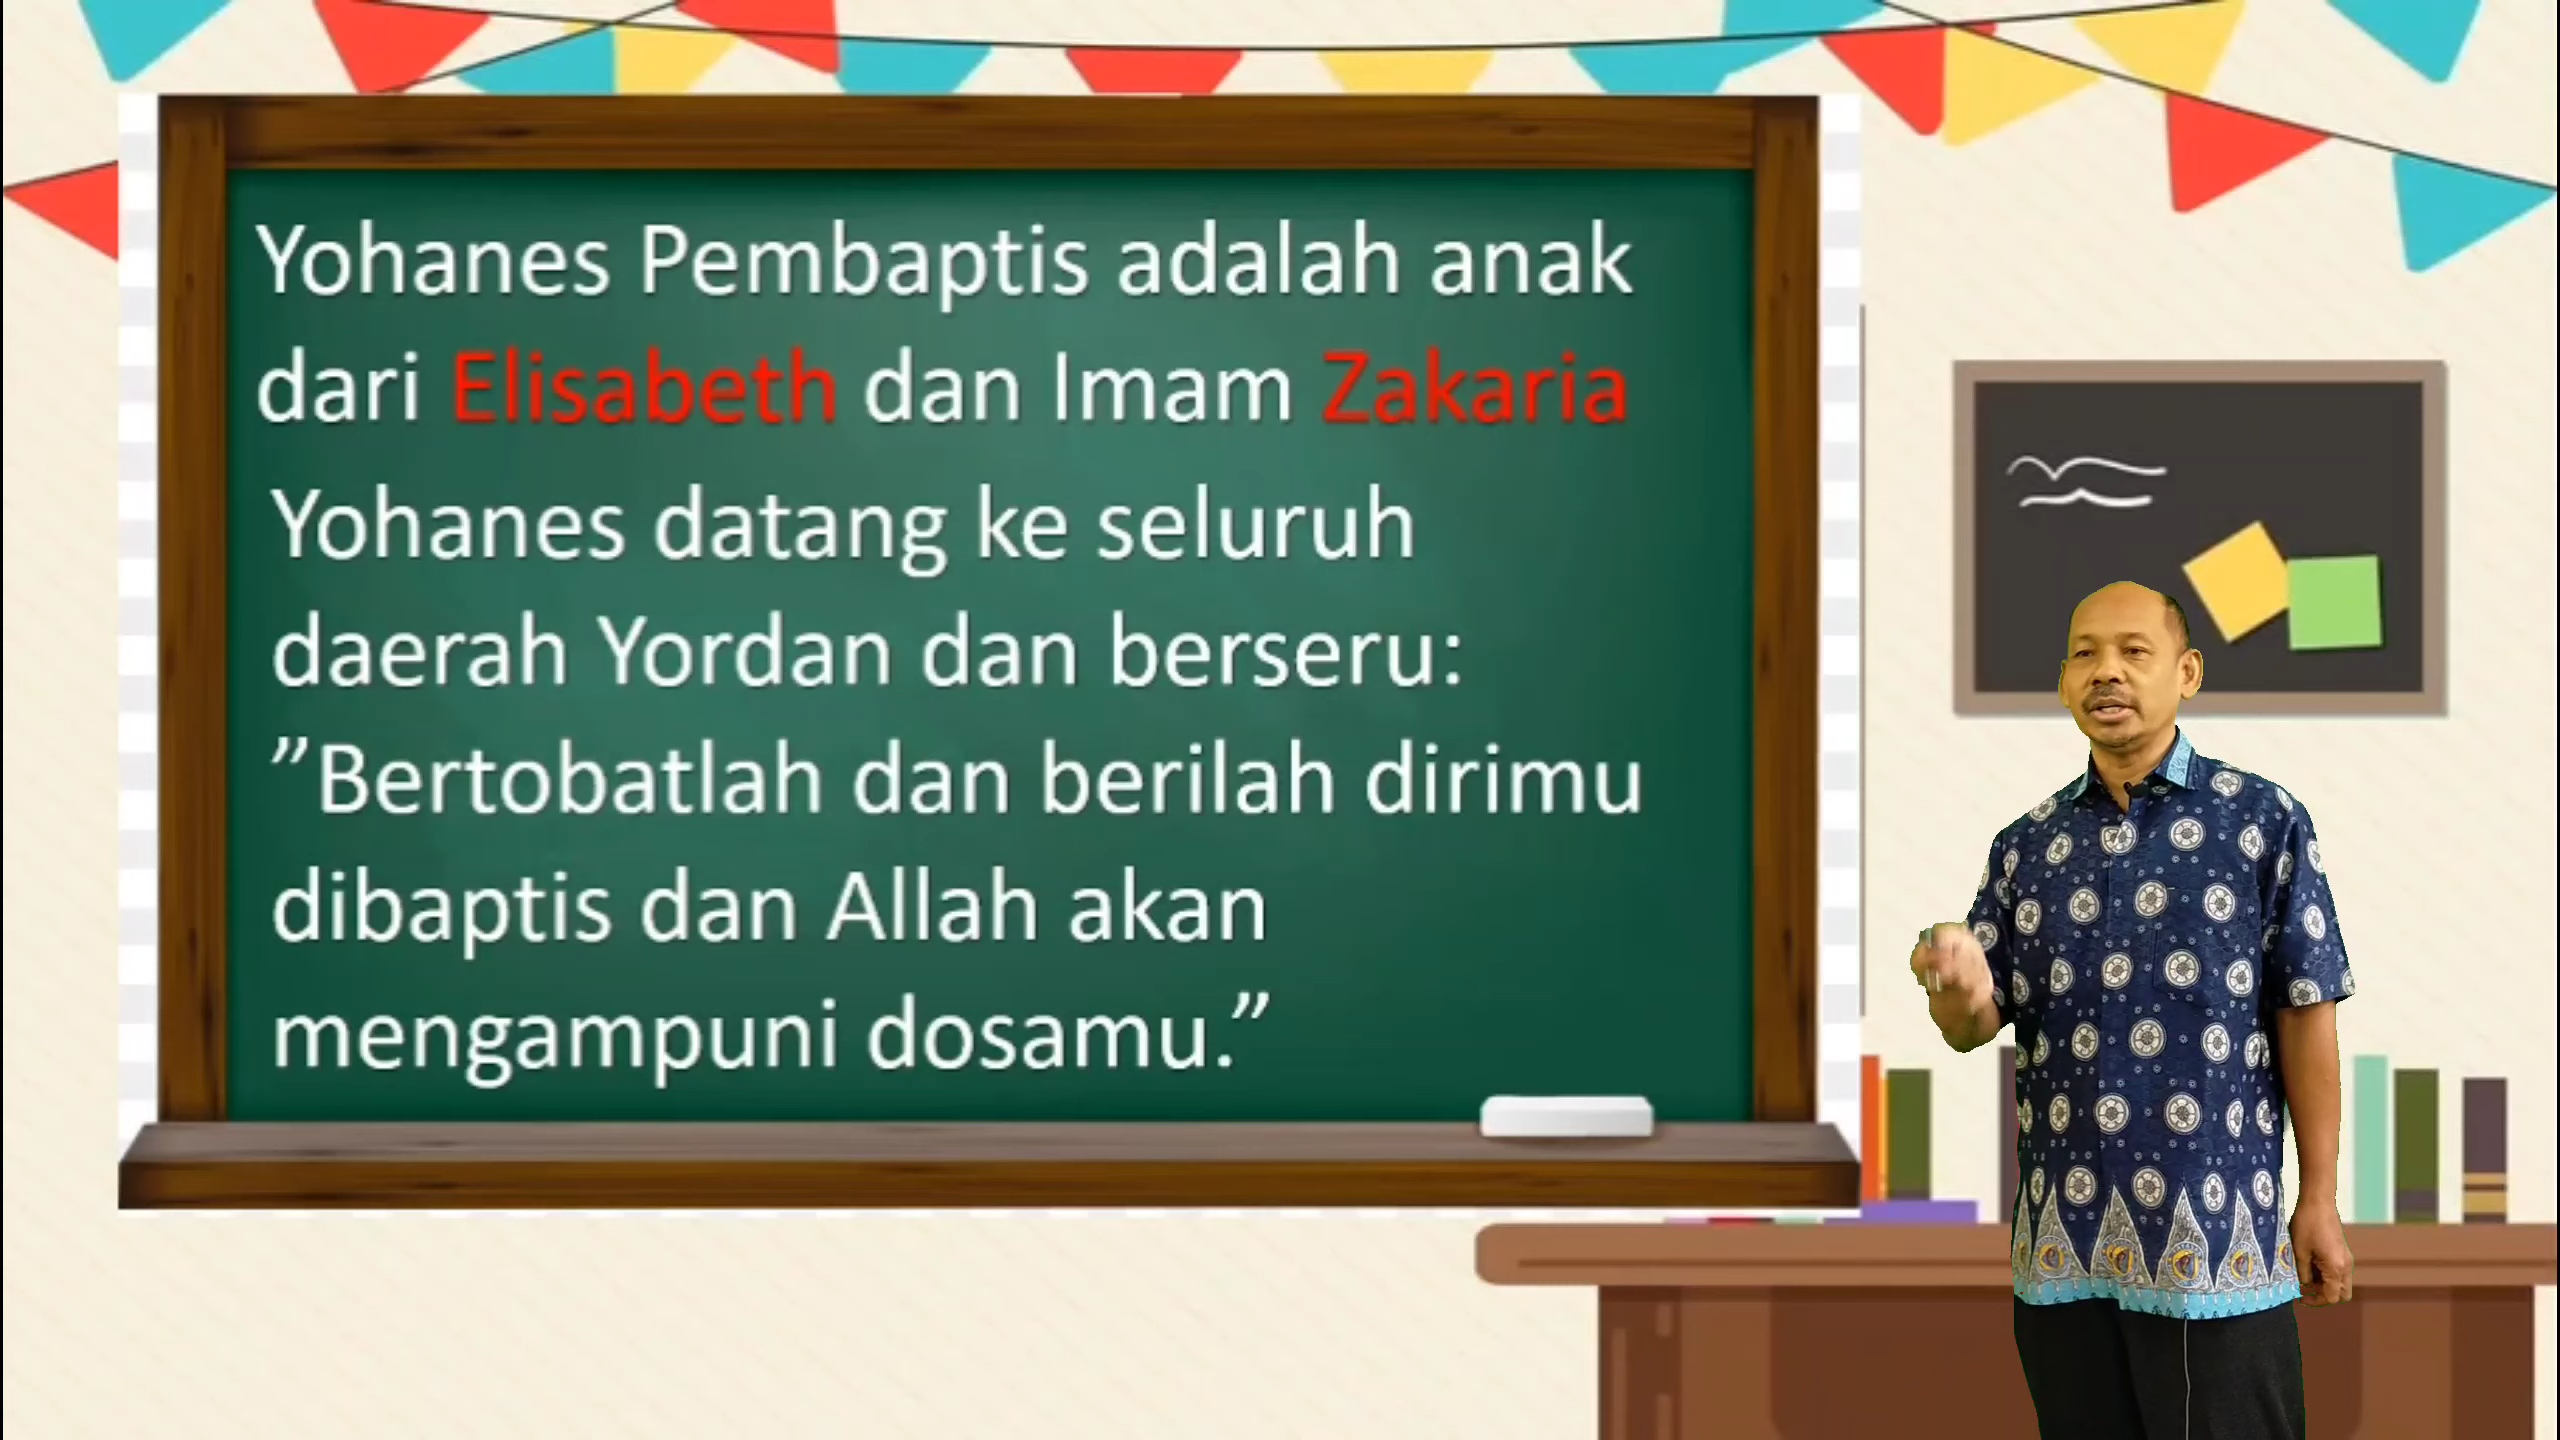 Yohanes Pembaptis adalah anak
dari Elisabeth dan Imam Zakaria
Yohanes datang ke seluruh
daerah Yordan dan berseru:
”Bertobatlah dan berilah dirimu
dibaptis dan Allah akan
mengampuni dosamu.”